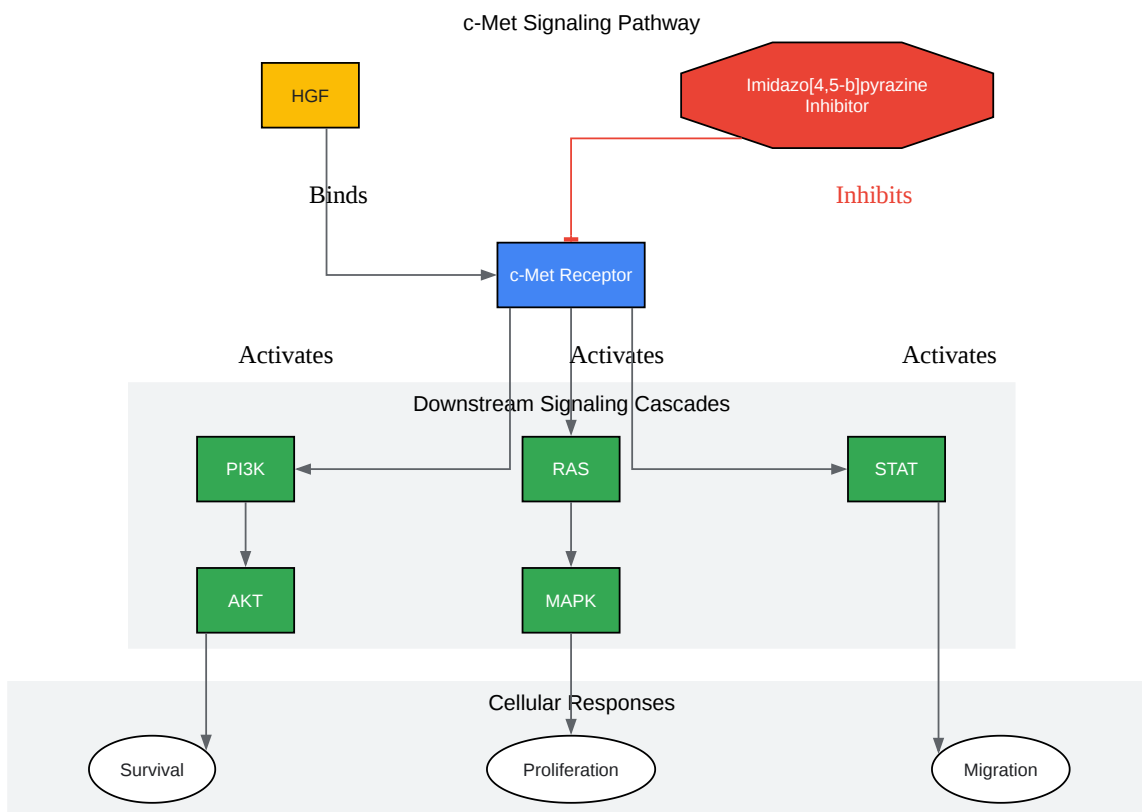 c-Met Signaling Pathway
HGF
Imidazo[4,5-b]pyrazine
Inhibitor
Binds
Inhibits
c-Met Receptor
Activates
Activates
Activates
Downstream Signaling Cascades
PI3K
RAS
STAT
AKT
MAPK
Cellular Responses
Survival
Proliferation
Migration